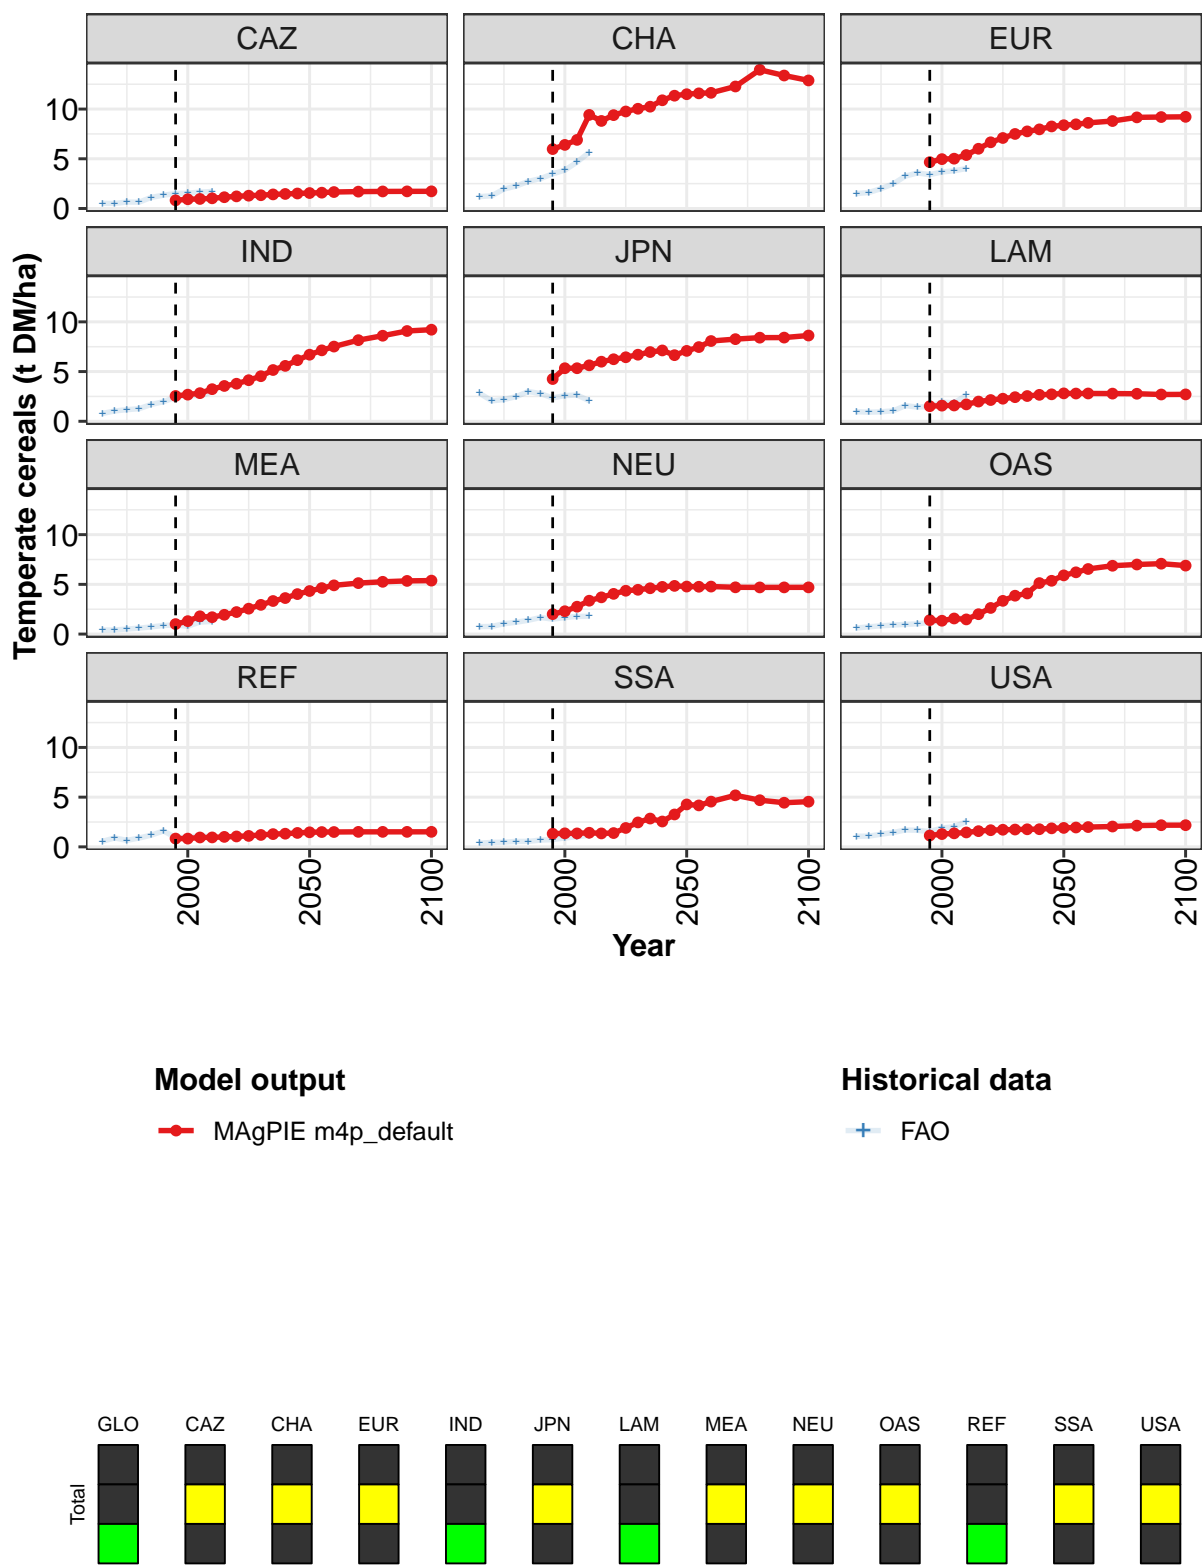 CAZ CHA EUR
10
5
0
IND JPN LAM
10
5
0
MEA NEU OAS
10
5
0
REF SSA USA
10
5
0
Temperate cereals (t DM/ha)
2000 2050 2100 2000 2050 2100 2000 2050 2100
Year
Model output Historical data
MAgPIE m4p_default FAO
GLO CAZ CHA EUR IND JPN LAM MEA NEU OAS REF SSA USA
Total